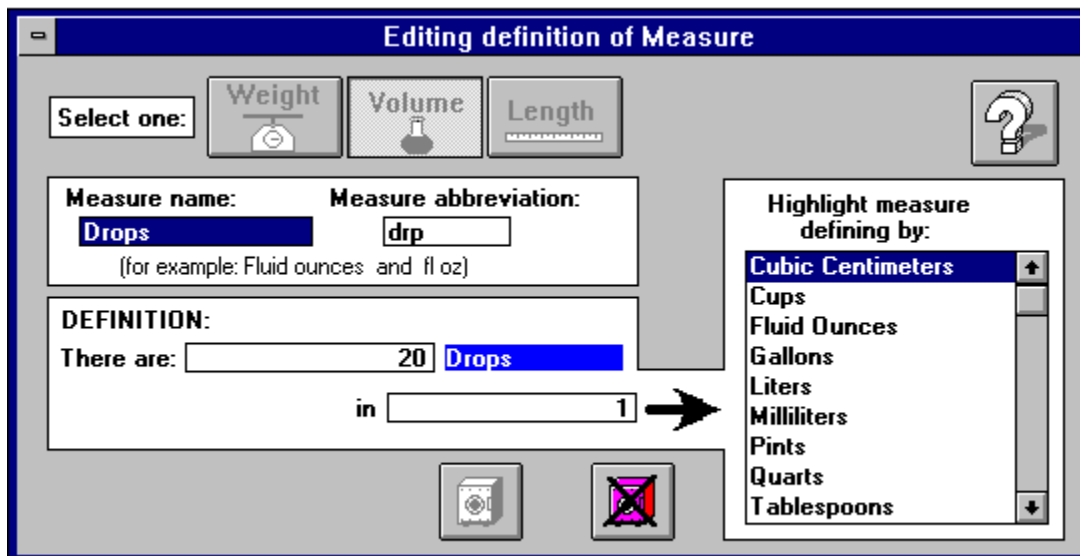 Editing definition of Measure
Select one:
Weight
Volume
Length
Measure name:
Measure abbreviation:
Drops
drp
(for example: Fluid ounces and fl oz)
DEFINITION:
There are: 20 Drops
in 1
Highlight measure
defining by:
Cubic Centimeters
Cups
Fluid Ounces
Gallons
Liters
Milliliters
Pints
Quarts
Tablespoons